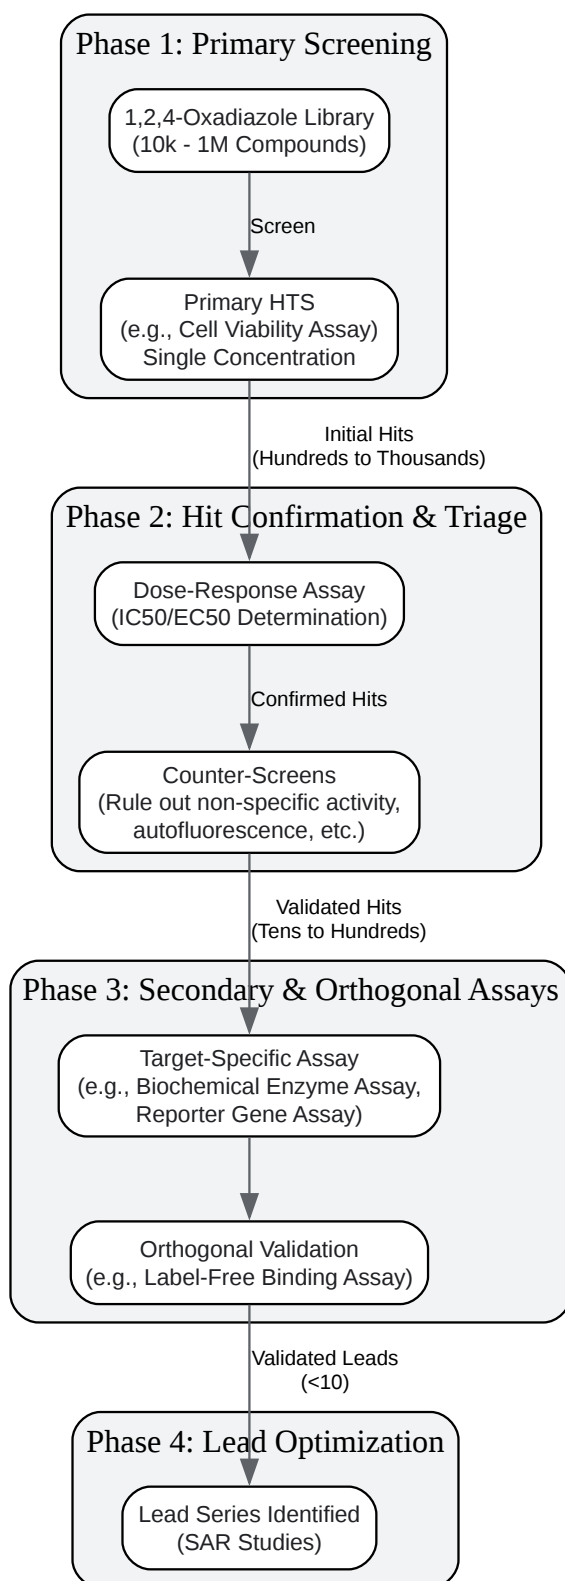 Phase 1: Primary Screening
1,2,4-Oxadiazole Library
(10k - 1M Compounds)
Screen
Primary HTS
(e.g., Cell Viability Assay)
Single Concentration
Initial Hits
(Hundreds to Thousands)
Phase 2: Hit Confirmation & Triage
Dose-Response Assay
(IC50/EC50 Determination)
Confirmed Hits
Counter-Screens
(Rule out non-specific activity,
autofluorescence, etc.)
Validated Hits
(Tens to Hundreds)
Phase 3: Secondary & Orthogonal Assays
Target-Specific Assay
(e.g., Biochemical Enzyme Assay,
Reporter Gene Assay)
Orthogonal Validation
(e.g., Label-Free Binding Assay)
Validated Leads
(<10)
Phase 4: Lead Optimization
Lead Series Identified
(SAR Studies)